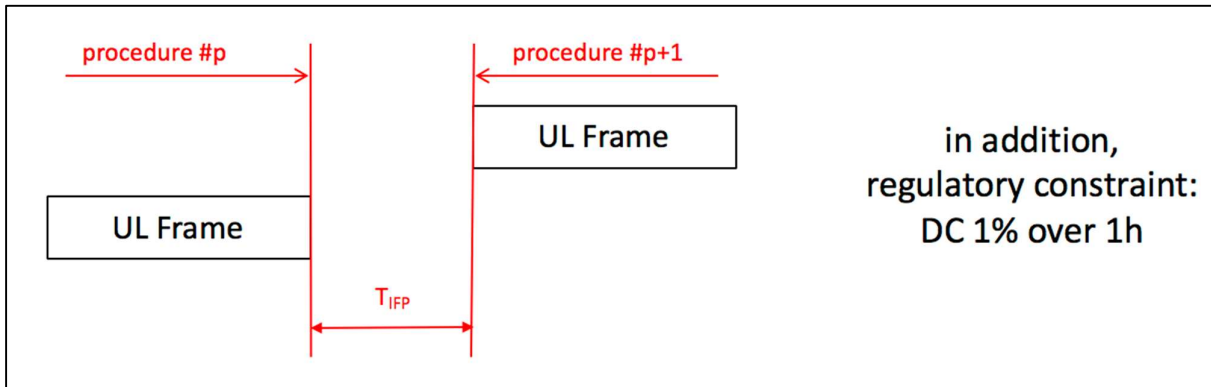 procedure #p
procedure #p+1
UL Frame
UL Frame
in addition,
regulatory constraint:
DC 1% over 1h
TIFP